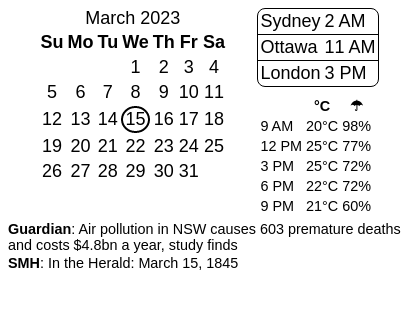 March 2023
Su Mo Tu We Th Fr Sa
1 2 3 4
5 6 7 8 9 10 11
12 13 14 15 16 17 18
19 20 21 22 23 24 25
26 27 28 29 30 31
Sydney 2 AM
Ottawa 11 AM
London 3 PM
°C ☂
9 AM 20°C 98%
12 PM 25°C 77%
3 PM 25°C 72%
6 PM 22°C 72%
9 PM 21°C 60%
Guardian: Air pollution in NSW causes 603 premature deaths
and costs $4.8bn a year, study finds
SMH: In the Herald: March 15, 1845